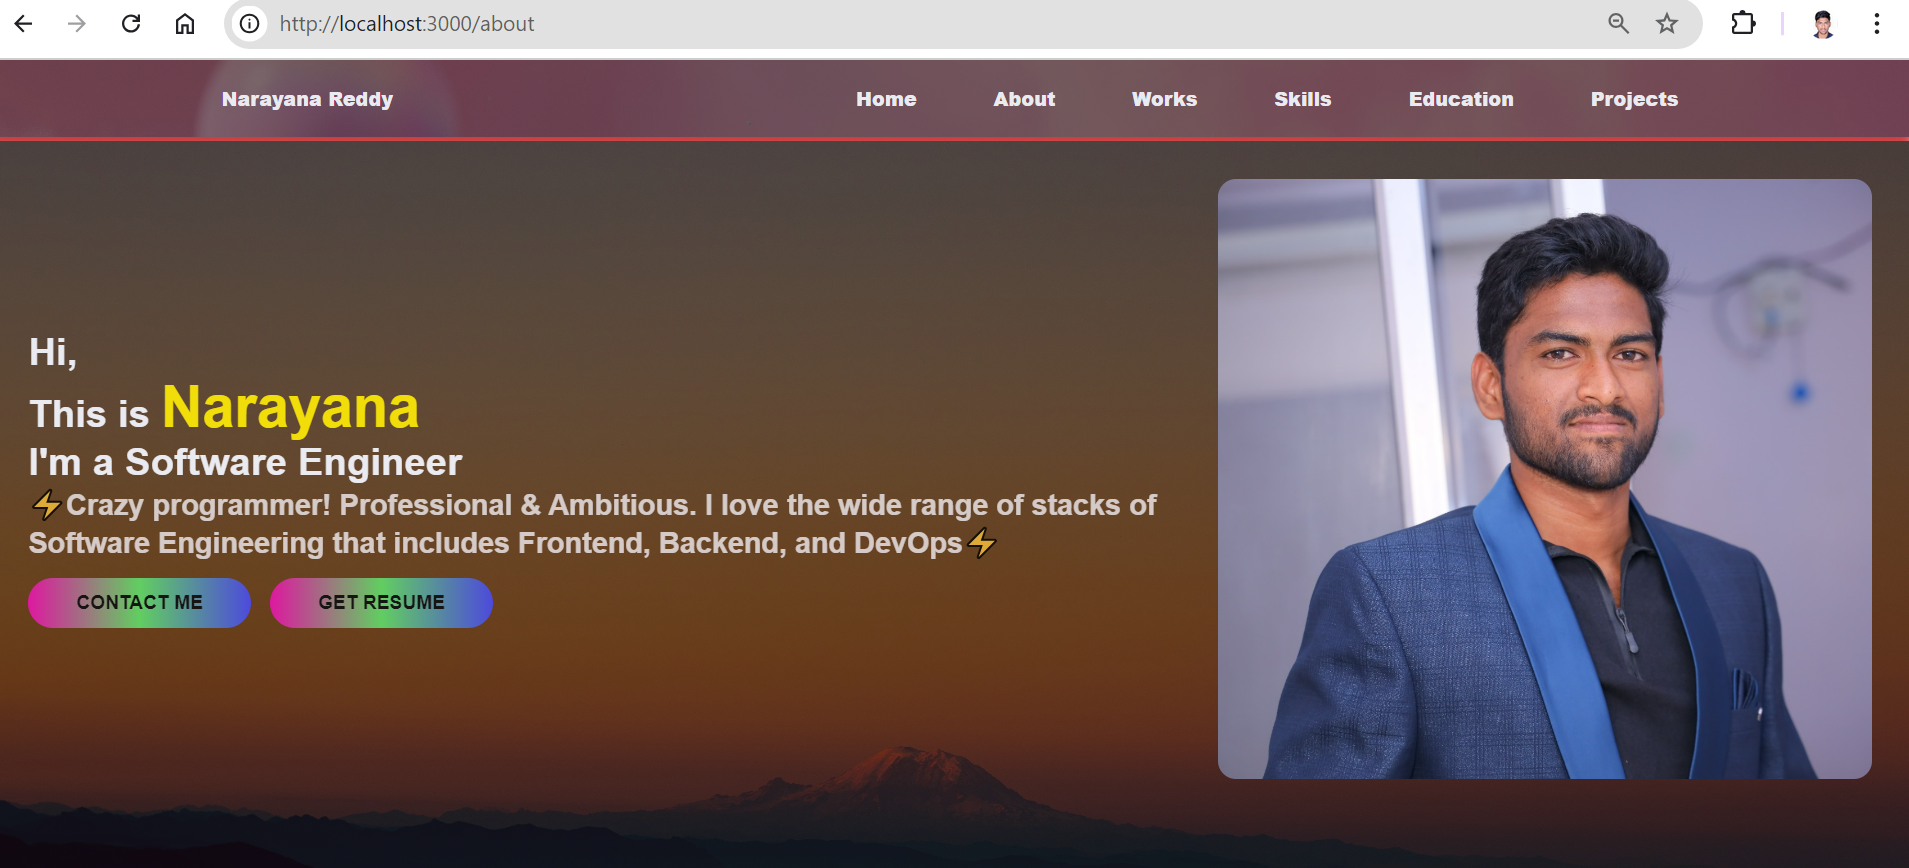 http://localhost:3000/about
Narayana Reddy Home About Works Skills Education Projects
Hi,
This is Narayana
I'm a Software Engineer
⚡Crazy programmer! Professional & Ambitious. I love the wide range of stacks of
Software Engineering that includes Frontend, Backend, and DevOps⚡
CONTACT ME GET RESUME